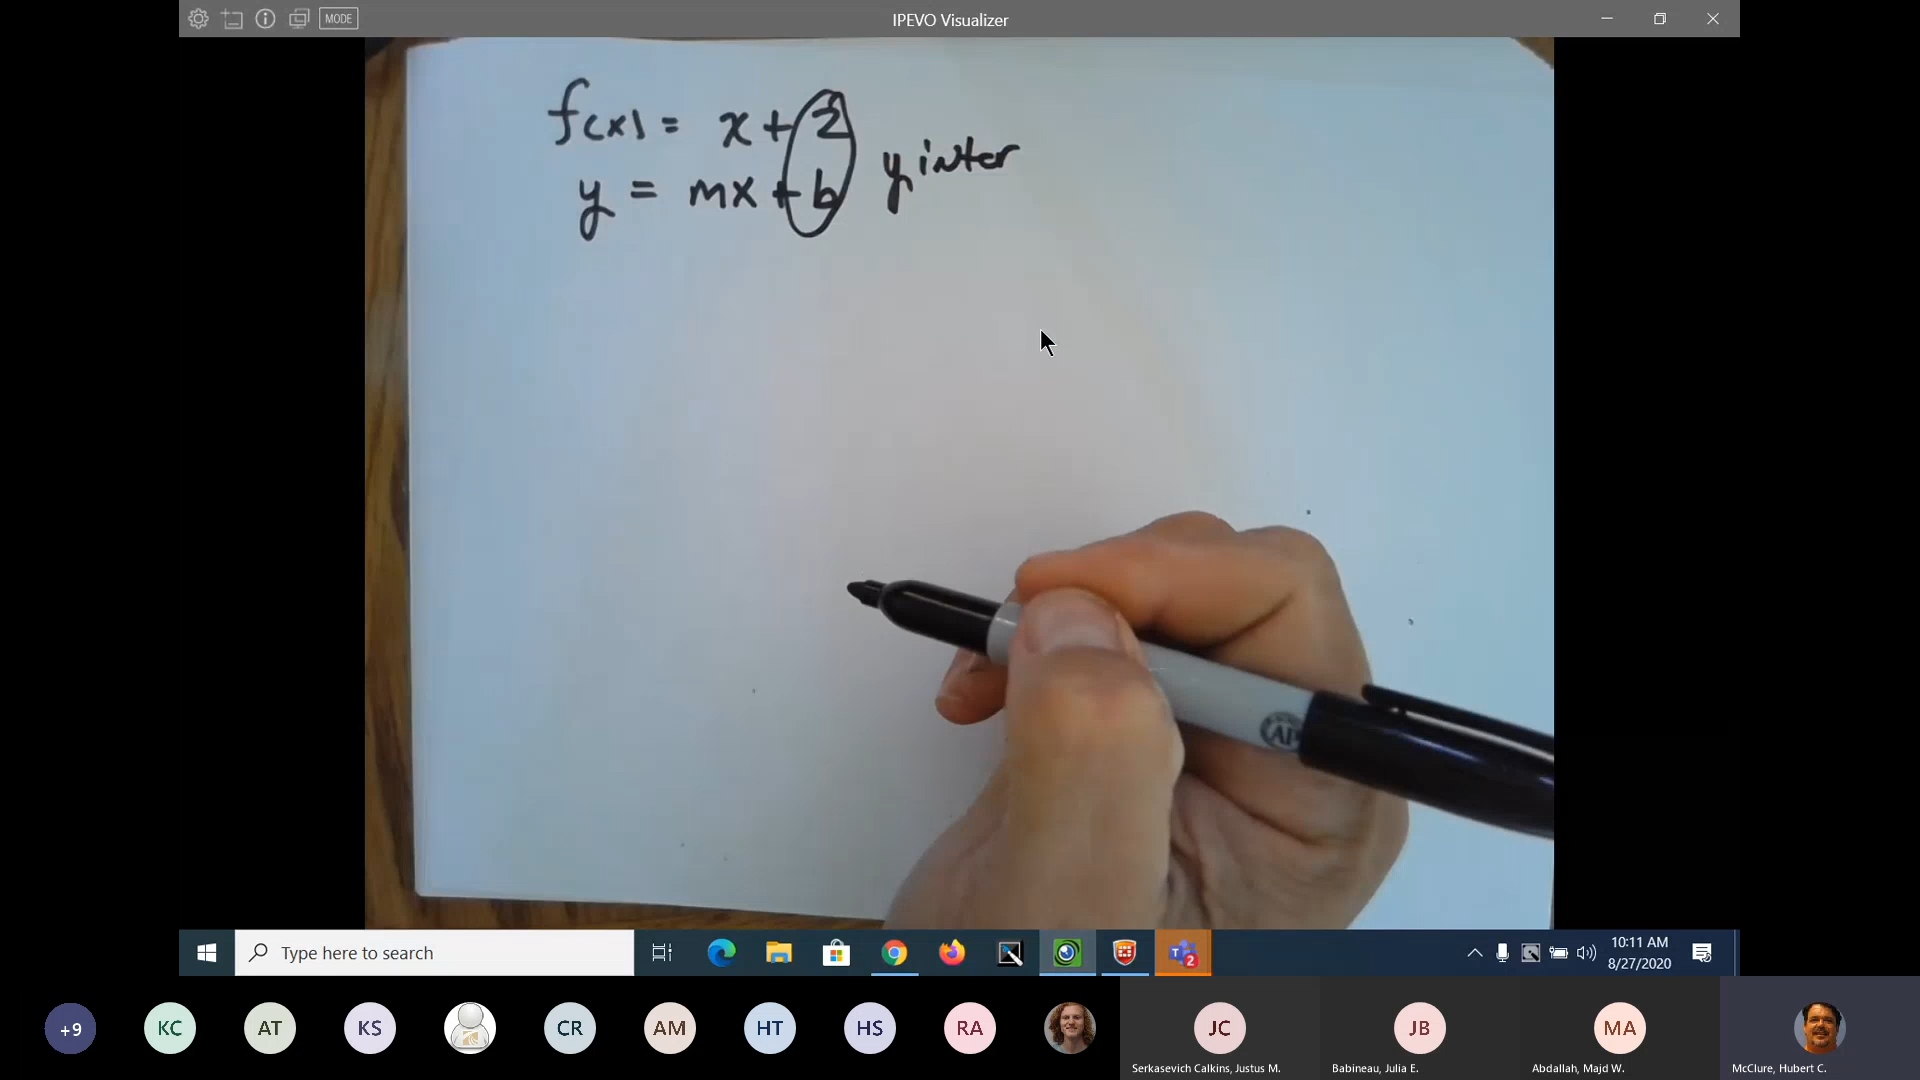 MODE
IPEVO Visualizer
f(x) = x + 2
y = mx + b
y inter
Type here to search
2
10:11 AM
8/27/2020
+9
KC
AT
KS
CR
AM
HT
HS
RA
JC
JB
MA
Serkasevich Calkins, Justus M.
Babineau, Julia E.
Abdallah, Majd W.
McClure, Hubert C.